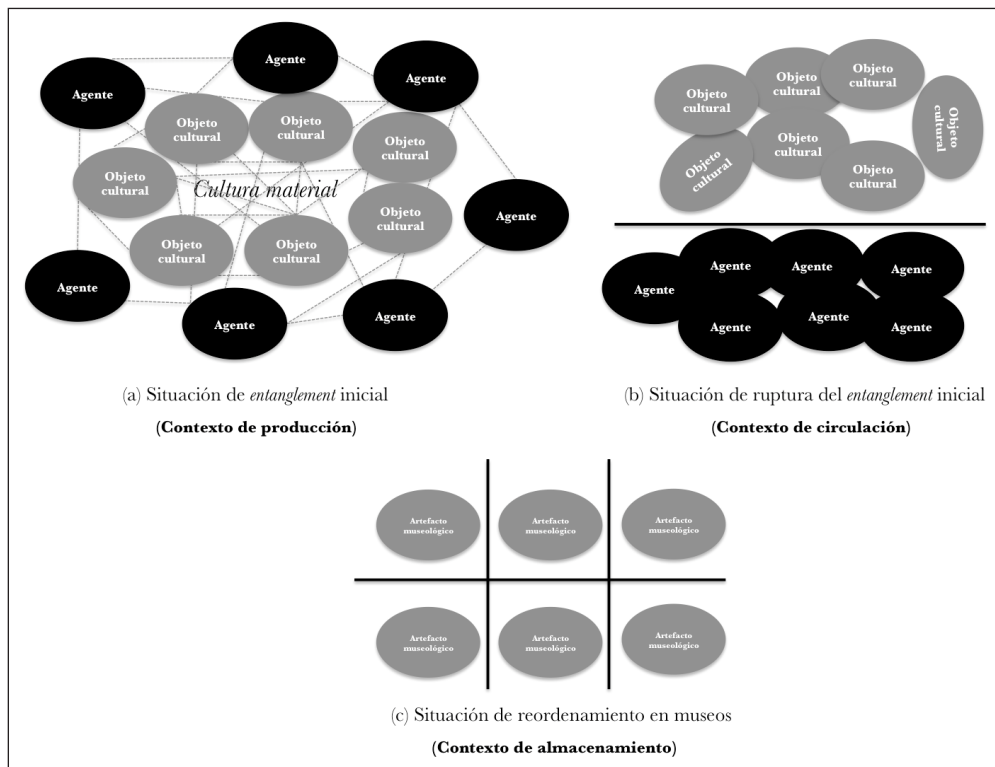 Agente
Agente
Agente
Objeto
cultural
Objeto
cultural
Objeto
cultural
Objeto
cultural
Cultura material
Objeto
cultural
Agente
Objeto
cultural
Objeto
cultural
Agente
Agente
Agente
(a) Situación de entanglement inicial
(Contexto de producción)
Objeto
cultural
Objeto
cultural
Objeto
cultural
Objeto
cultural
Objeto
cultural
Objeto
cultural
Objeto
cultural
Agente
Agente
Agente
Agente
Agente
Agente
Agente
(b) Situación de ruptura del entanglement inicial
(Contexto de circulación)
Artefacto
museológico
Artefacto
museológico
Artefacto
museológico
Artefacto
museológico
Artefacto
museológico
Artefacto
museológico
(c) Situación de reordenamiento en museos
(Contexto de almacenamiento)